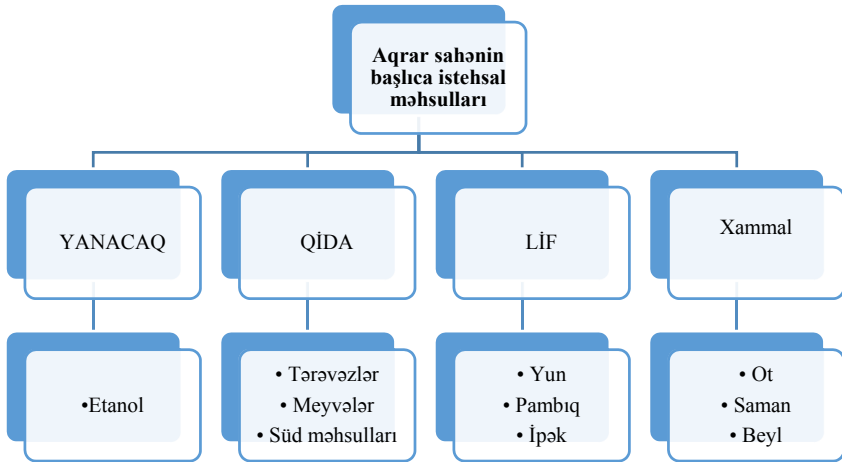 Aqrar sahənin
başlıca istehsal
məhsulları
YANACAQ
QİDA
LİF
Xammal
•Etanol
• Tərəvəzlər
• Meyvələr
• Süd məhsulları
• Yun
• Pambıq
• İpək
• Ot
• Saman
• Beyl